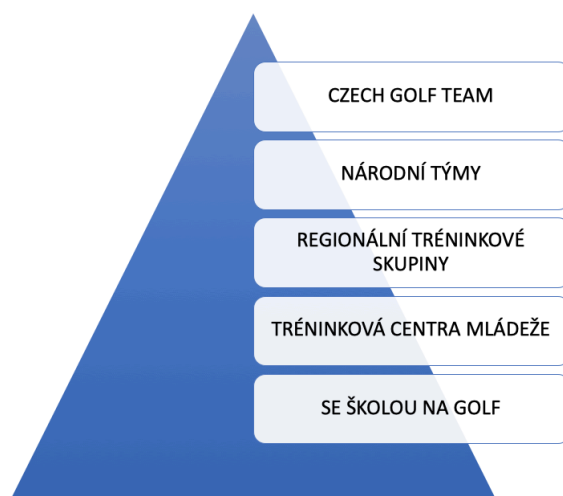 CZECH GOLF TEAM
NÁRODNÍ TÝMY
REGIONÁLNÍ TRÉNINKOVÉ
SKUPINY
TRÉNINKOVÁ CENTRA MLÁDEŽE
SE ŠKOLOU NA GOLF